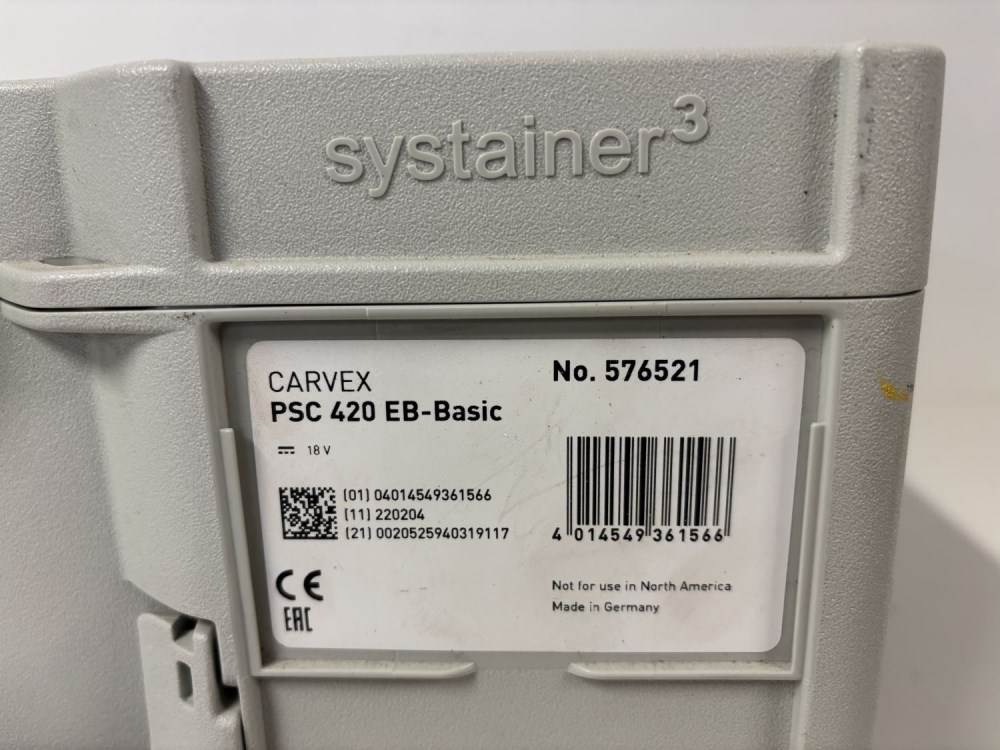 systainer³
CARVEX
PSC 420 EB-Basic
No. 576521
18 V
(01) 04014549361566
(11) 220204
(21) 0020525940319117
4 014549 361566
CE
EAC
Not for use in North America
Made in Germany